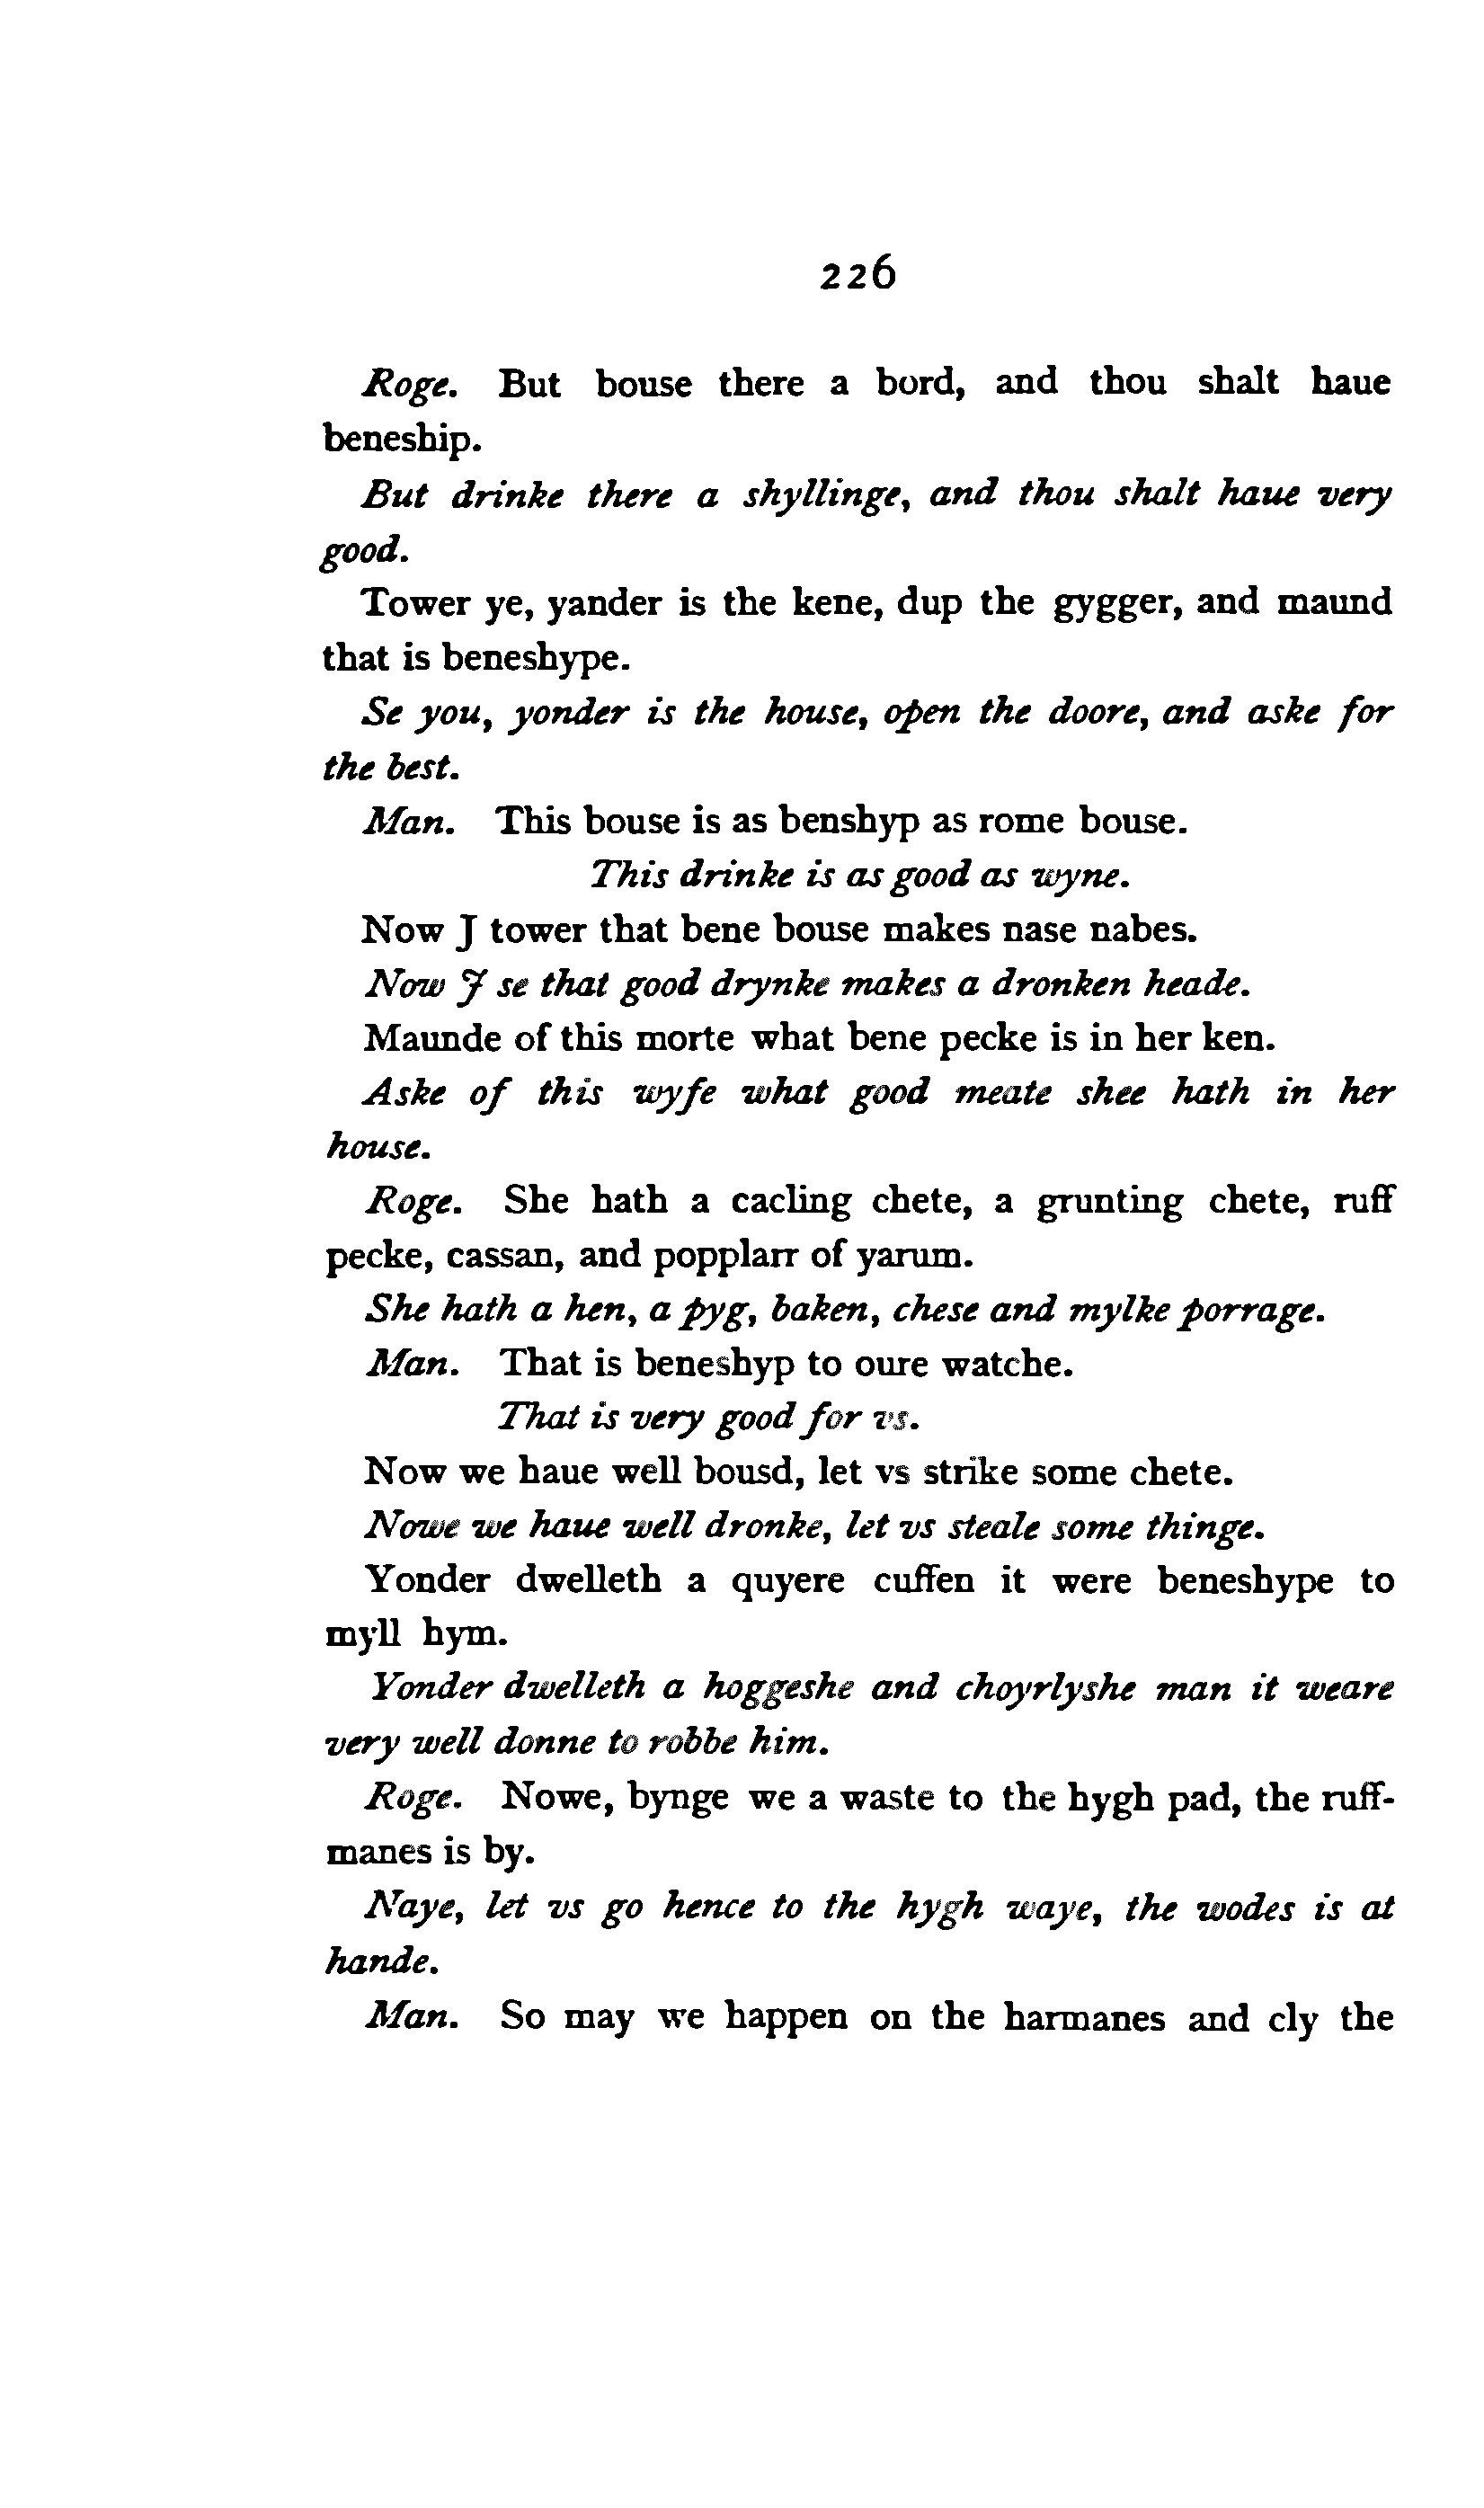 226
Roge. But bouse there a bord, and thou shalt haue
beneship.
But drinke there a shyllinge, and thou shalt haue very
good.
Tower ye, yander is the kene, dup the gygger, and maund
that is beneshype.
Se you, yonder is the house, open the doore, and aske for
the best.
Man. This bouse is as benshyp as rome bouse.
This drinke is as good as wyne.
Now J tower that bene bouse makes nase nabes.
Now J se that good drynke makes a dronken heade.
Maunde of this morte what bene pecke is in her ken.
Aske of this wyfe what good meate shee hath in her
house.
Roge. She hath a cacling chete, a grunting chete, ruff
pecke, cassan, and popplarr of yarum.
She hath a hen, a pyg, baken, chese and mylke porrage.
Man. That is beneshyp to oure watche.
That is very good for vs.
Now we haue well bousd, let vs strike some chete.
Nowe we haue well dronke, let vs steale some thinge.
Yonder dwelleth a quyere cuffen it were beneshype to
myll hym.
Yonder dwelleth a hoggeshe and choyrlyshe man it weare
very well donne to robbe him.
Roge. Nowe, bynge we a waste to the hygh pad, the ruff-
manes is by.
Naye, let vs go hence to the hygh waye, the wodes is at
hande.
Man. So may we happen on the harmanes and cly the